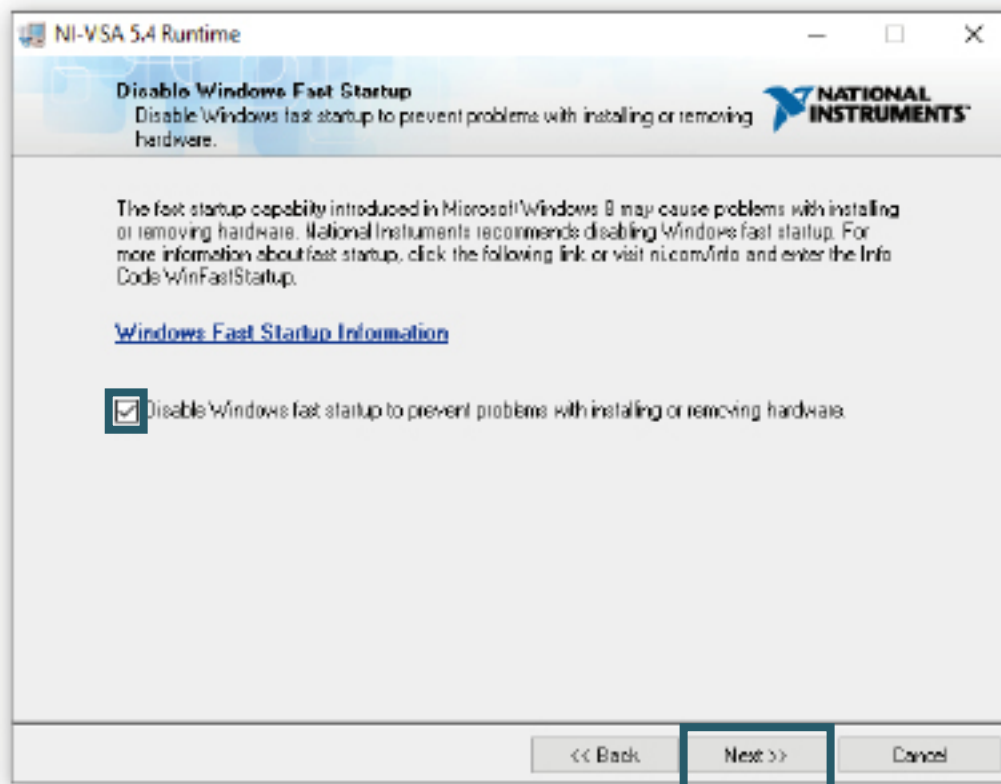 NI-VSA 5.4 Runtime
Disable Windows Fast Startup
Disable Windows fast startup to prevent problems with installing or removing
hardware.
NATIONAL
INSTRUMENTS
The fast startup capability introduced in Microsoft Windows 8 may cause problems with installing
or removing hardware. National Instruments recommends disabling Windows fast startup. For
more information about fast startup, click the following link or visit ni.com/info and enter the Info
Code WinFastStartup.
Windows Fast Startup Information
Disable Windows fast startup to prevent problems with installing or removing hardware.
<< Back
Next >>
Cancel